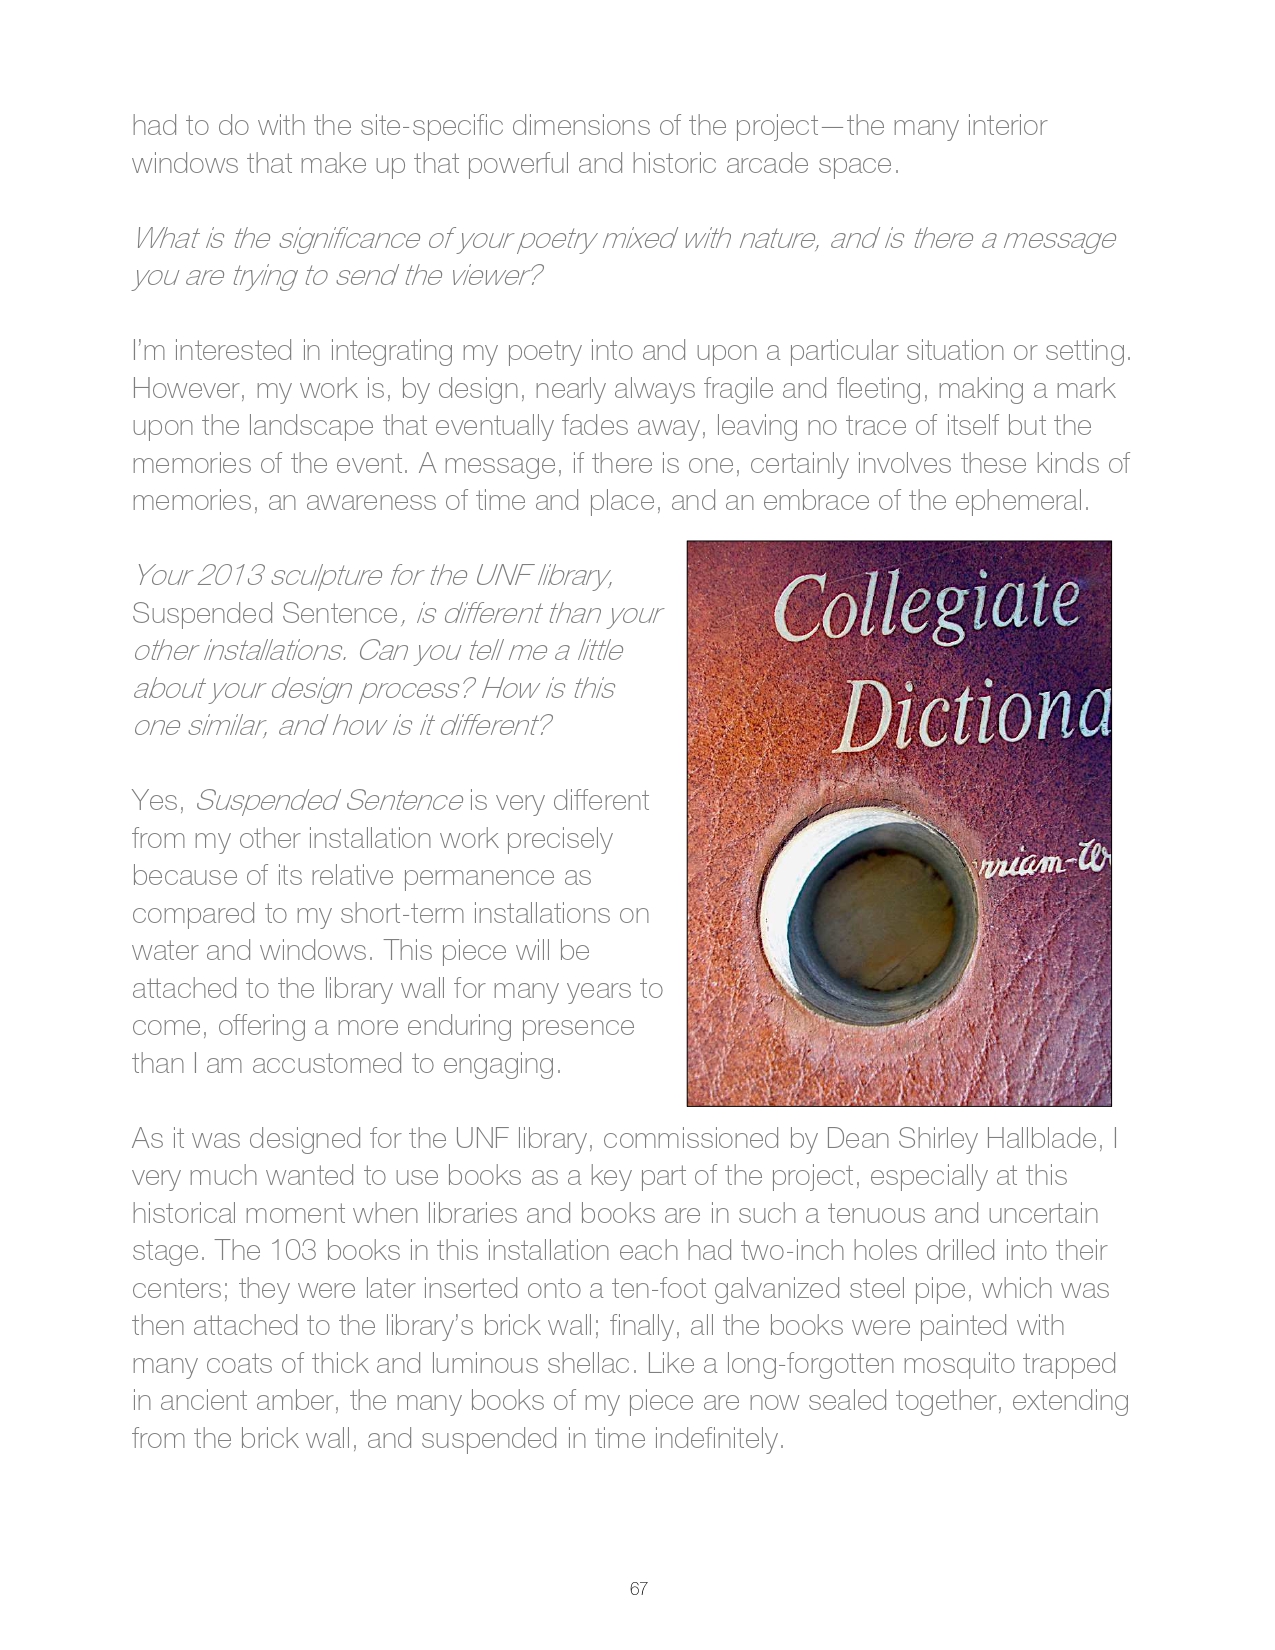 had to do with the site-specific dimensions of the project—the many interior
windows that make up that powerful and historic arcade space.
What is the significance of your poetry mixed with nature, and is there a message
you are trying to send the viewer?
I’m interested in integrating my poetry into and upon a particular situation or setting.
However, my work is, by design, nearly always fragile and fleeting, making a mark
upon the landscape that eventually fades away, leaving no trace of itself but the
memories of the event. A message, if there is one, certainly involves these kinds of
memories, an awareness of time and place, and an embrace of the ephemeral.
Your 2013 sculpture for the UNF library,
Suspended Sentence, is different than your
other installations. Can you tell me a little
about your design process? How is this
one similar, and how is it different?
Yes, Suspended Sentence is very different
from my other installation work precisely
because of its relative permanence as
compared to my short-term installations on
water and windows. This piece will be
attached to the library wall for many years to
come, offering a more enduring presence
than I am accustomed to engaging.
Collegiate
Dictiona
rriam-W
As it was designed for the UNF library, commissioned by Dean Shirley Hallblade, I
very much wanted to use books as a key part of the project, especially at this
historical moment when libraries and books are in such a tenuous and uncertain
stage. The 103 books in this installation each had two-inch holes drilled into their
centers; they were later inserted onto a ten-foot galvanized steel pipe, which was
then attached to the library’s brick wall; finally, all the books were painted with
many coats of thick and luminous shellac. Like a long-forgotten mosquito trapped
in ancient amber, the many books of my piece are now sealed together, extending
from the brick wall, and suspended in time indefinitely.
67